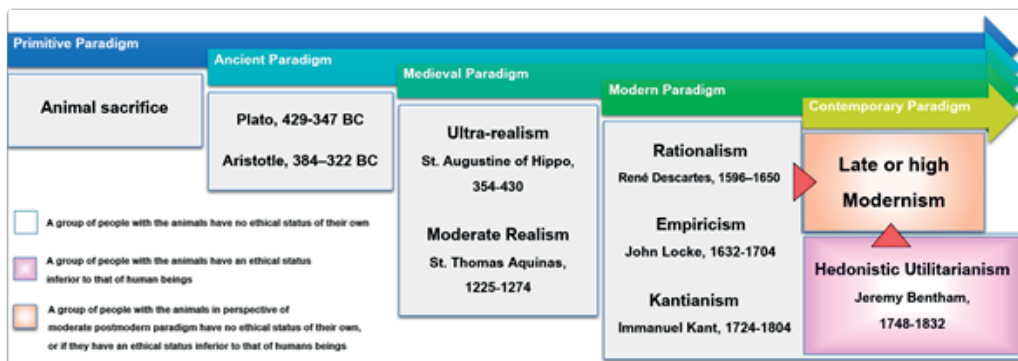 Primitive Paradigm
Animal sacrifice
Ancient Paradigm
Plato, 429-347 BC
Aristotle, 384–322 BC
Medieval Paradigm
Ultra-realism
St. Augustine of Hippo,
354-430
Moderate Realism
St. Thomas Aquinas,
1225-1274
Modern Paradigm
Rationalism
René Descartes, 1596–1650
Empiricism
John Locke, 1632-1704
Kantianism
Immanuel Kant, 1724-1804
Contemporary Paradigm
Late or high
Modernism
Hedonistic Utilitarianism
Jeremy Bentham,
1748-1832
A group of people with the animals have no ethical status of their own
A group of people with the animals have an ethical status
inferior to that of human beings
A group of people with the animals in perspective of
moderate postmodern paradigm have no ethical status of their own,
or if they have an ethical status inferior to that of humans beings